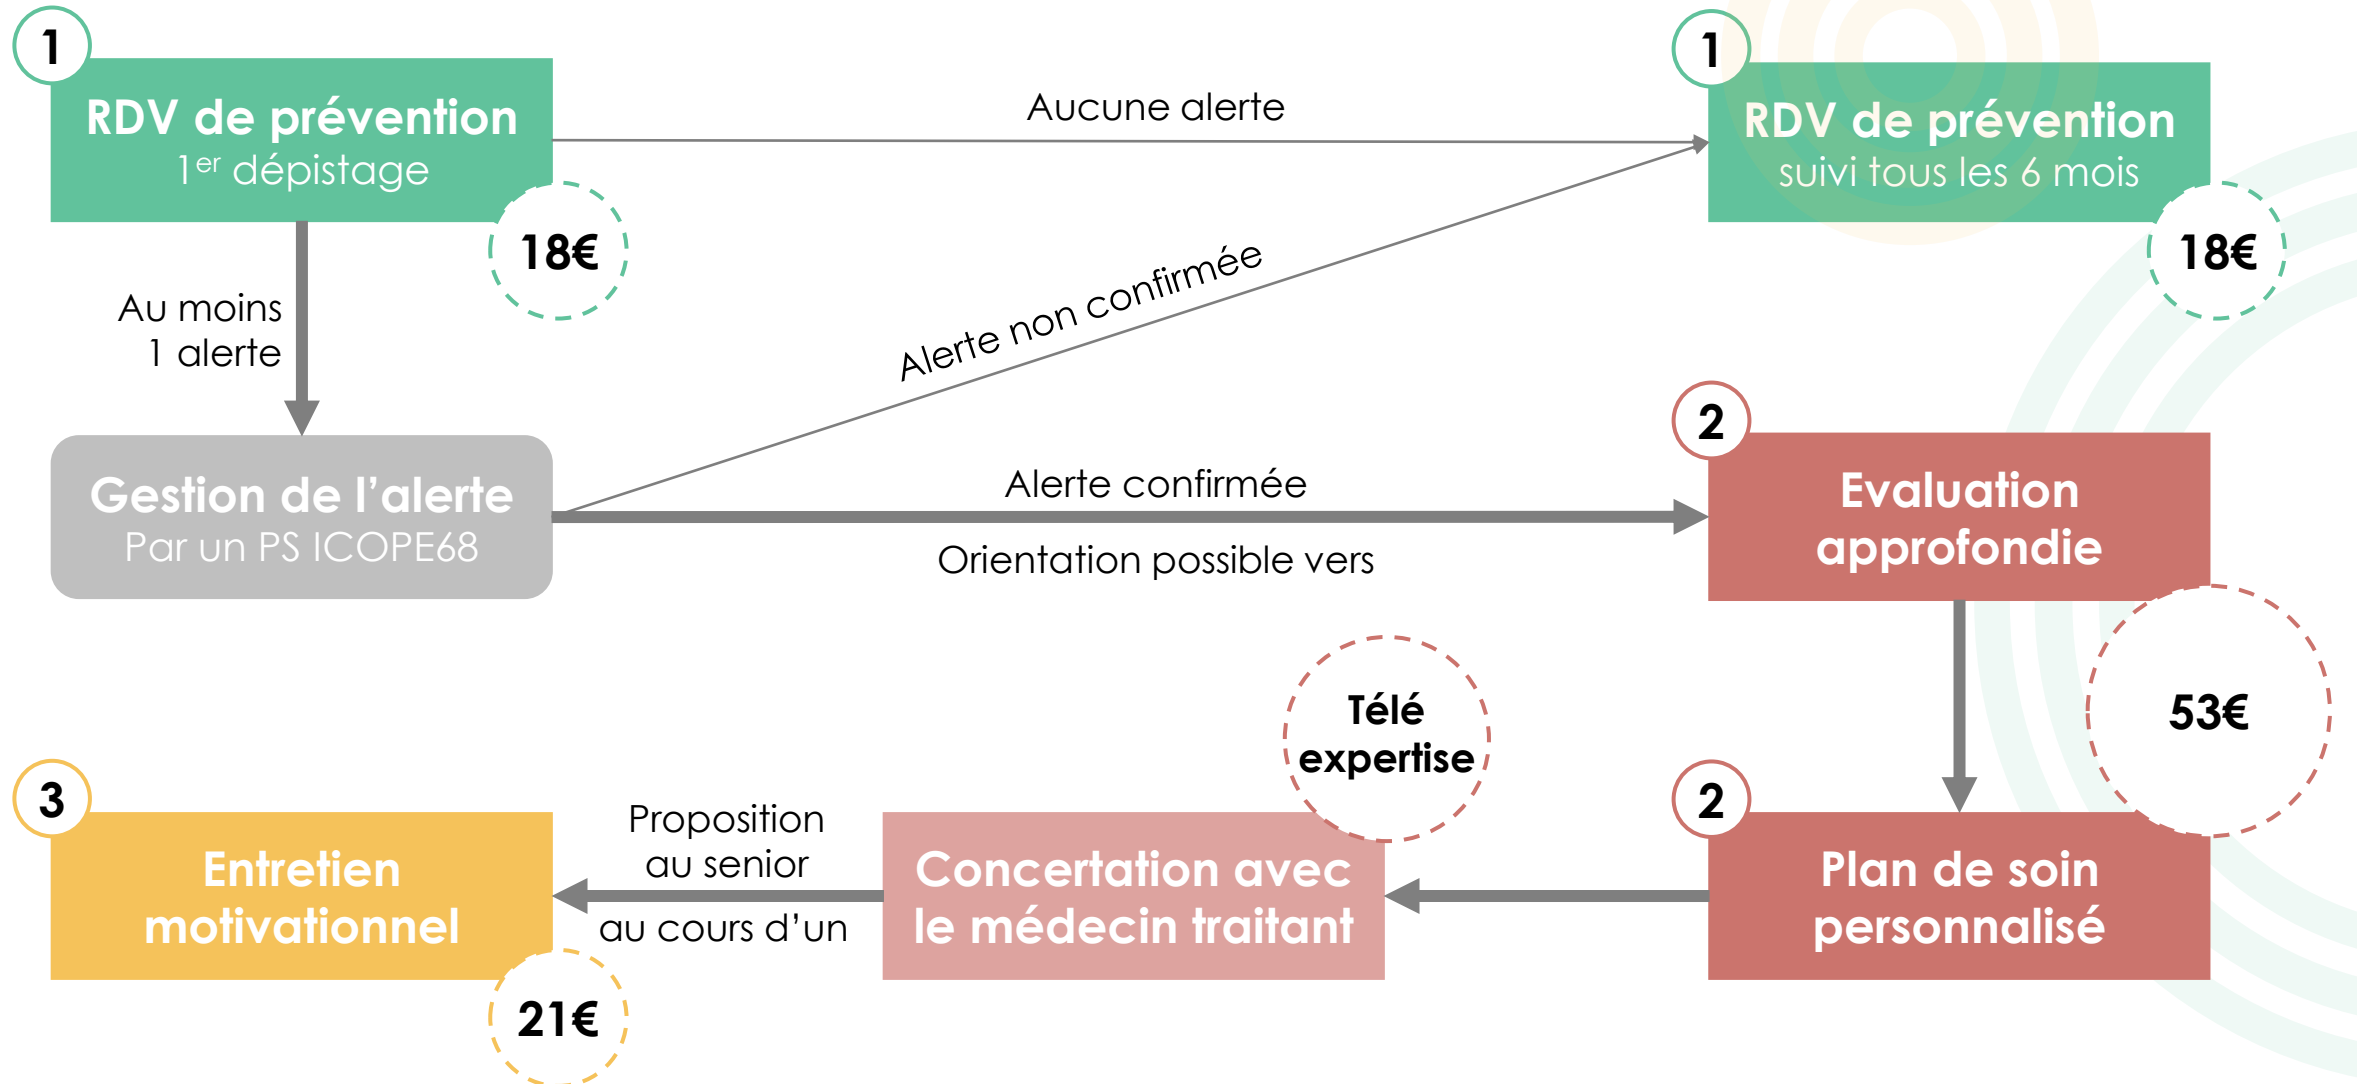 1
RDV de prévention
1er dépistage
18€
Aucune alerte
1
RDV de prévention
suivi tous les 6 mois
18€
Au moins
1 alerte
Alerte non confirmée
Gestion de l’alerte
Par un PS ICOPE68
Alerte confirmée
Orientation possible vers
2
Evaluation
approfondie
53€
2
Plan de soin
personnalisé
Télé
expertise
Concertation avec
le médecin traitant
Proposition
au senior
au cours d’un
3
Entretien
motivationnel
21€